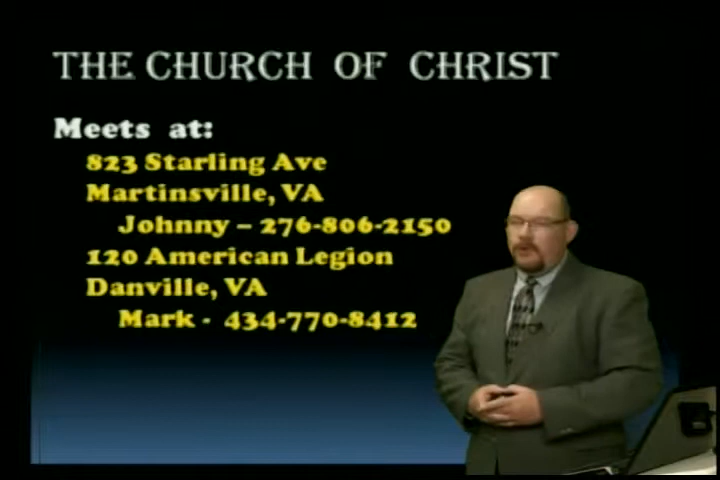 THE CHURCH OF CHRIST
Meets at:
823 Starling Ave
Martinsville, VA
Johnny – 276-806-2150
120 American Legion
Danville, VA
Mark - 434-770-8412